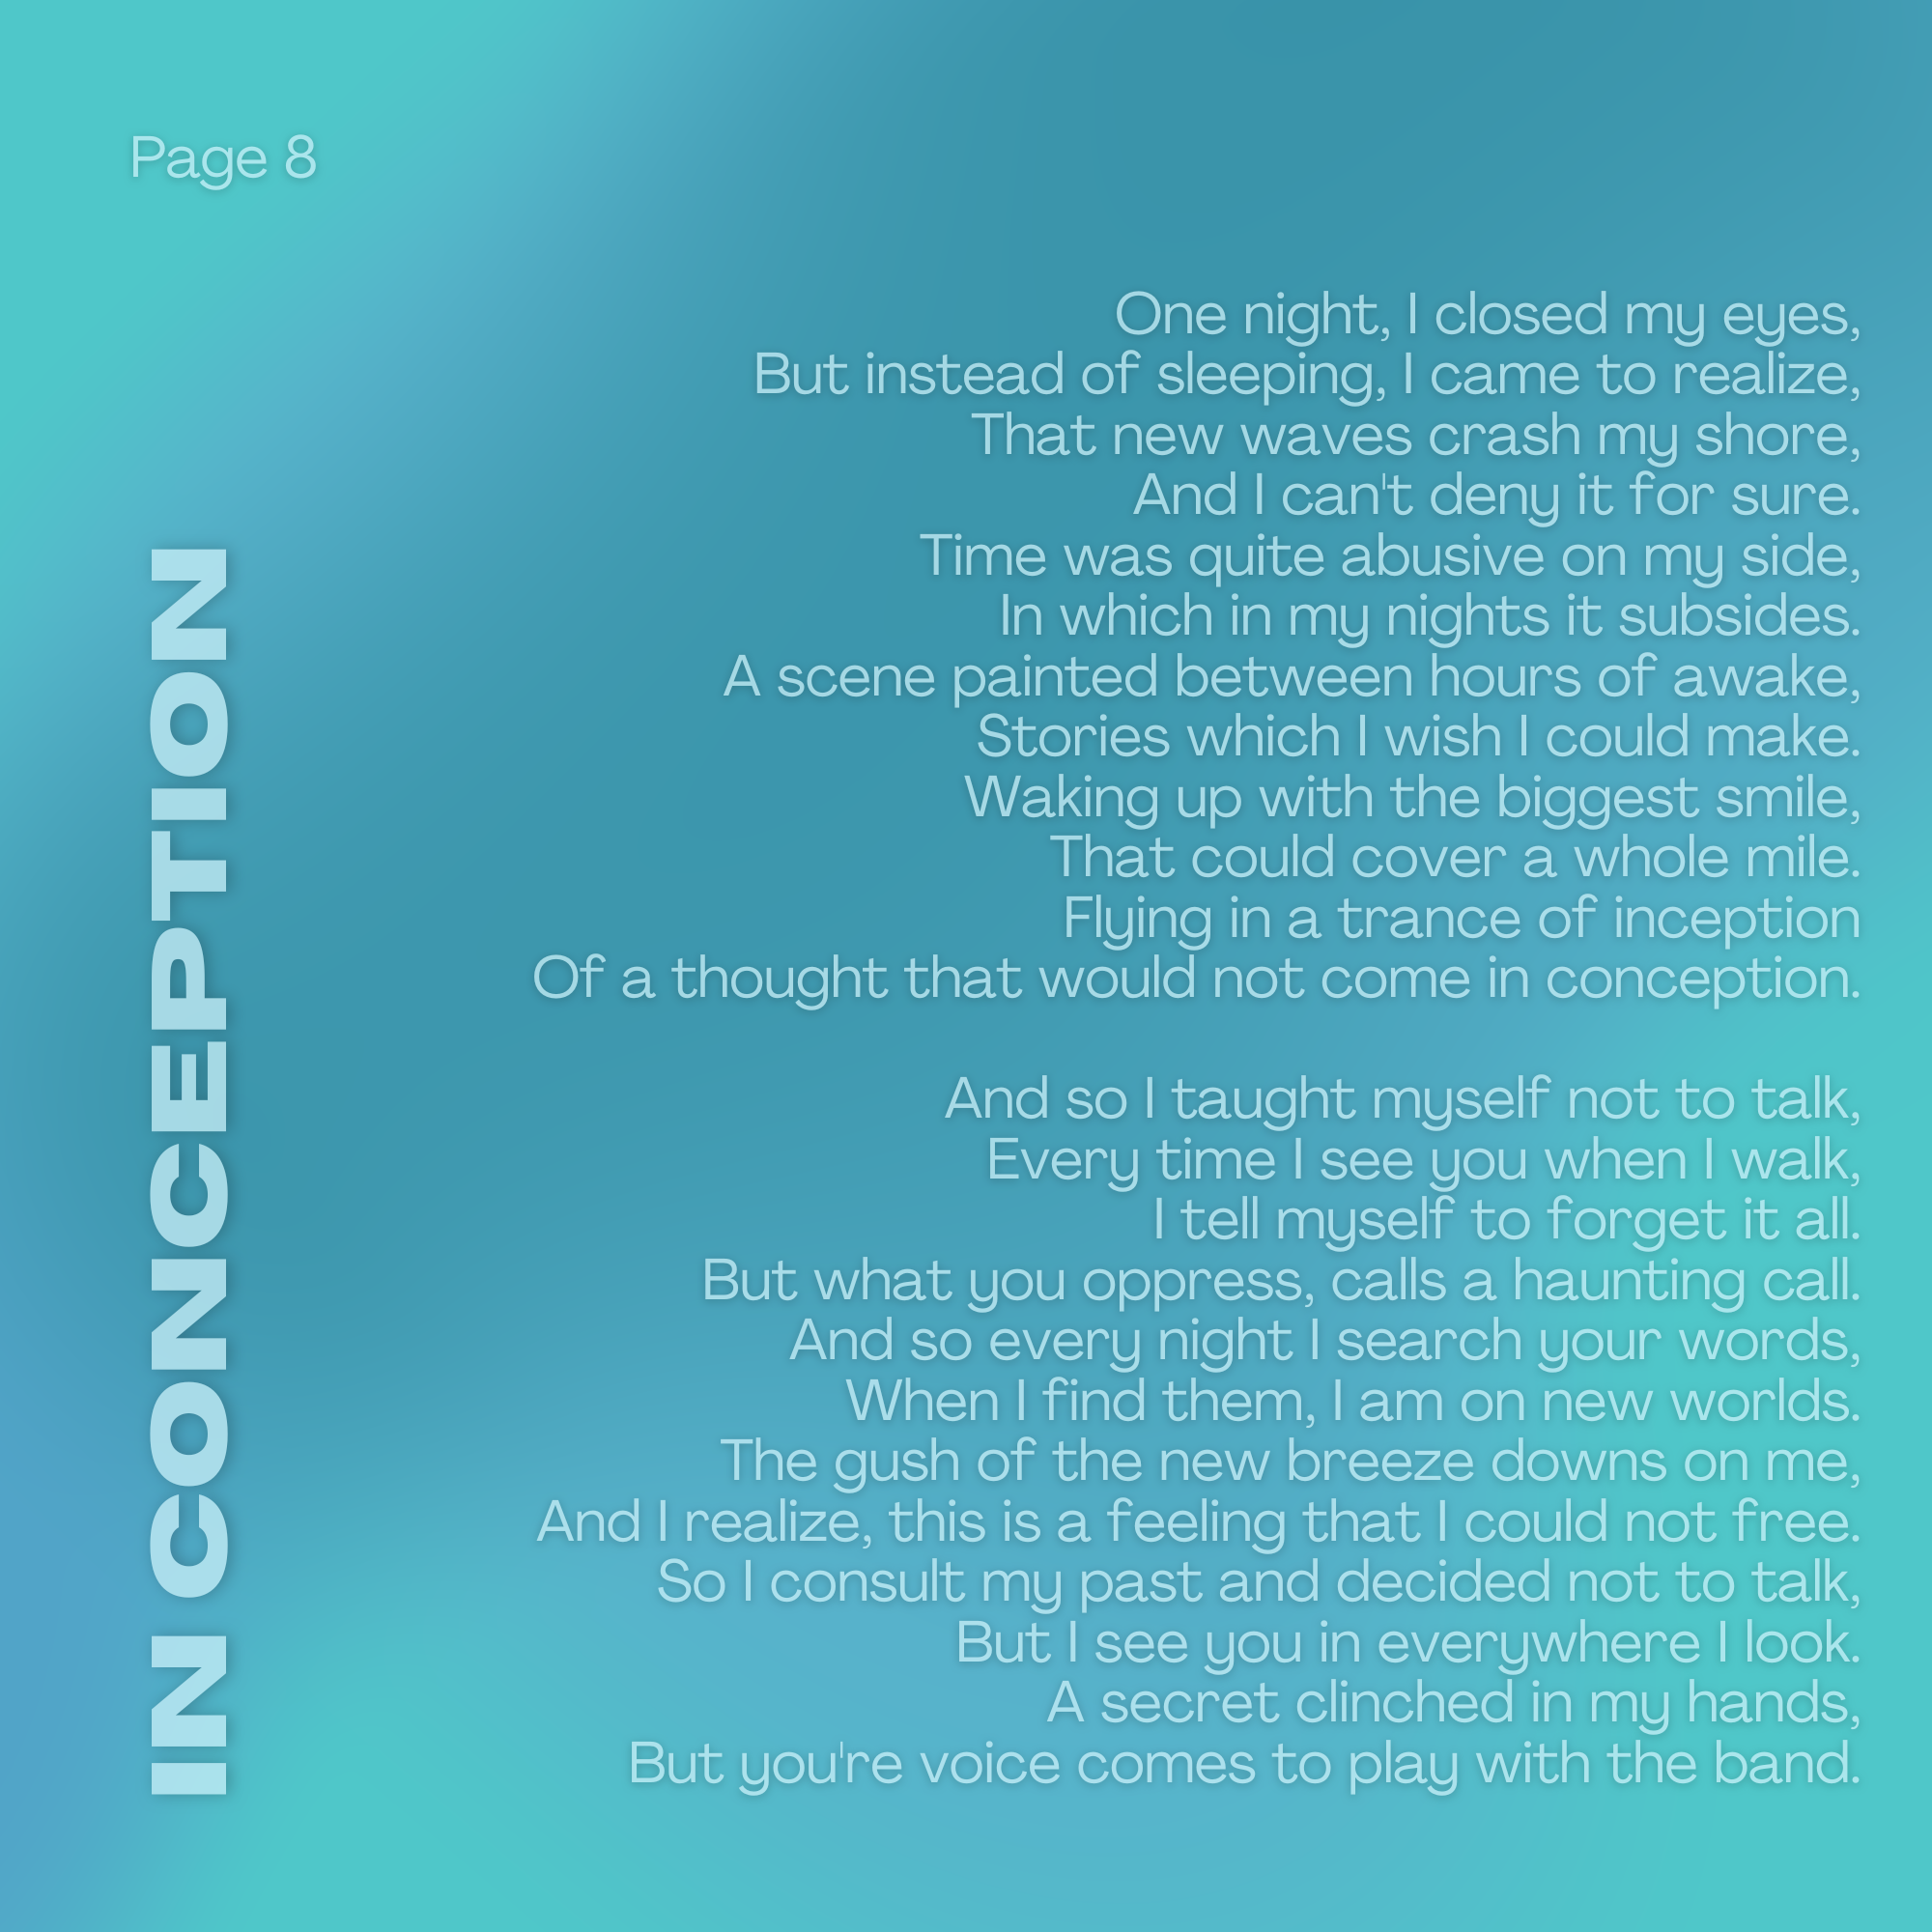 Page 8
IN CONCEPTION
One night, I closed my eyes,
But instead of sleeping, I came to realize,
That new waves crash my shore,
And I can't deny it for sure.
Time was quite abusive on my side,
In which in my nights it subsides.
A scene painted between hours of awake,
Stories which I wish I could make.
Waking up with the biggest smile,
That could cover a whole mile.
Flying in a trance of inception
Of a thought that would not come in conception.
And so I taught myself not to talk,
Every time I see you when I walk,
I tell myself to forget it all.
But what you oppress, calls a haunting call.
And so every night I search your words,
When I find them, I am on new worlds.
The gush of the new breeze downs on me,
And I realize, this is a feeling that I could not free.
So I consult my past and decided not to talk,
But I see you in everywhere I look.
A secret clinched in my hands,
But you're voice comes to play with the band.